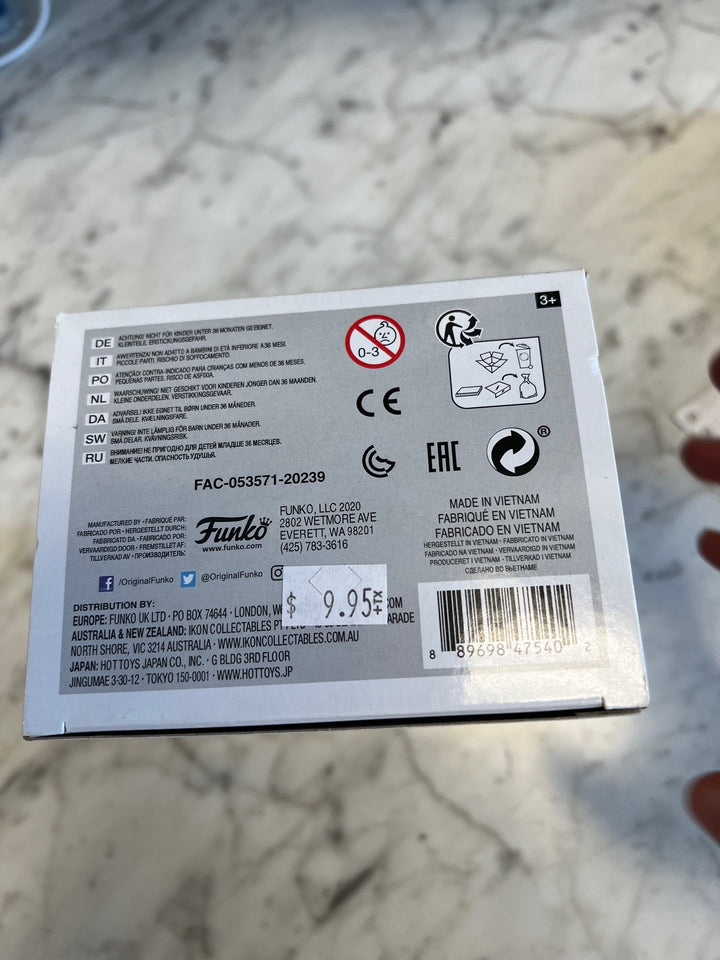 3+
DE ACHTUNG! NICHT FÜR KINDER UNTER 36 MONATEN GEEIGNET.
KLEINTEILE. ERSTICKUNGSGEFAHR.
IT AVVERTENZA! NON ADATTO A BAMBINI DI ETÀ INFERIORE A 36 MESI.
PICCOLE PARTI. RISCHIO DI SOFFOCAMENTO.
PO ATENÇÃO! CONTRA-INDICADO PARA CRIANÇAS COM MENOS DE 36 MESES.
PEQUENAS PARTES. RISCO DE ASFIXIA.
NL WAARSCHUWING! NIET GESCHIKT VOOR KINDEREN JONGER DAN 36 MAANDEN.
KLEINE ONDERDELEN, VERSTIKKINGSGEVAAR.
DA ADVARSEL! IKKE EGNET TIL BØRN UNDER 36 MÅNEDER.
SMÅ DELE. KVÆLNINGSFARE.
SW VARNING! INTE LÄMPLIG FÖR BARN UNDER 36 MÅNADER.
SMÅ DELAR. KVÄVNINGSRISK.
RU ВНИМАНИЕ! НЕ ПРИГОДНО ДЛЯ ДЕТЕЙ МЛАДШЕ 36 МЕСЯЦЕВ.
МЕЛКИЕ ЧАСТИ. ОПАСНОСТЬ УДУШЬЯ.
0-3
CE
EAC
®
FAC-053571-20239
MANUFACTURED BY • FABRIQUÉ PAR:
FABRICADO POR • HERGESTELLT DURCH:
FABBRICATO DA • FABRICADO POR:
VERVAARDIGD DOOR • FREMSTILLET AF:
TILLVERKAD AV • ПРОИЗВОДИТЕЛЬ:
Funko
www.funko.com
FUNKO, LLC 2020
2802 WETMORE AVE
EVERETT, WA 98201
(425) 783-3616
MADE IN VIETNAM
FABRIQUÉ EN VIETNAM
FABRICADO EN VIETNAM
HERGESTELLT IN VIETNAM • FABBRICATO IN VIETNAM
FABRICADO NA VIETNAM • VERVAARDIGD IN VIETNAM
PRODUCERET I VIETNAM • TILLVERKAD I VIETNAM
СДЕЛАНО ВО ВЬЕТНАМЕ
/OriginalFunko @OriginalFunko
$ 9.95
DISTRIBUTION BY:
EUROPE: FUNKO UK LTD • PO BOX 74644 • LONDON, COM
AUSTRALIA & NEW ZEALAND: IKON COLLECTABLES ARADE
NORTH SHORE, VIC 3214 AUSTRALIA • WWW.IKONCOLLECTABLES.COM.AU
JAPAN: HOT TOYS JAPAN CO., INC. • G BLDG 3RD FLOOR
JINGUMAE 3-30-12 • TOKYO 150-0001 • WWW.HOTTOYS.JP
8 89698 47540 2